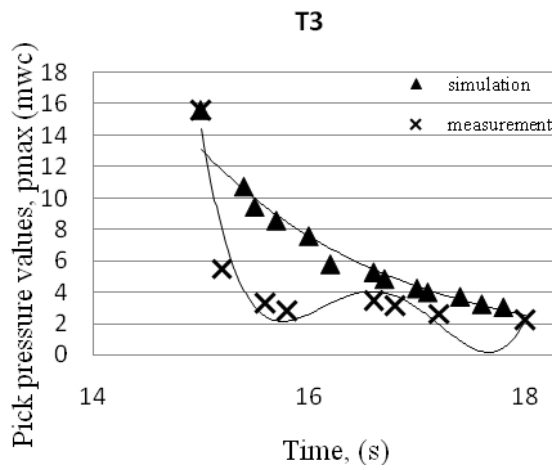 T3
Pick pressure values, pmax (mwc)
18
16
14
12
10
8
6
4
2
0
simulation
measurement
14 16 18
Time, (s)